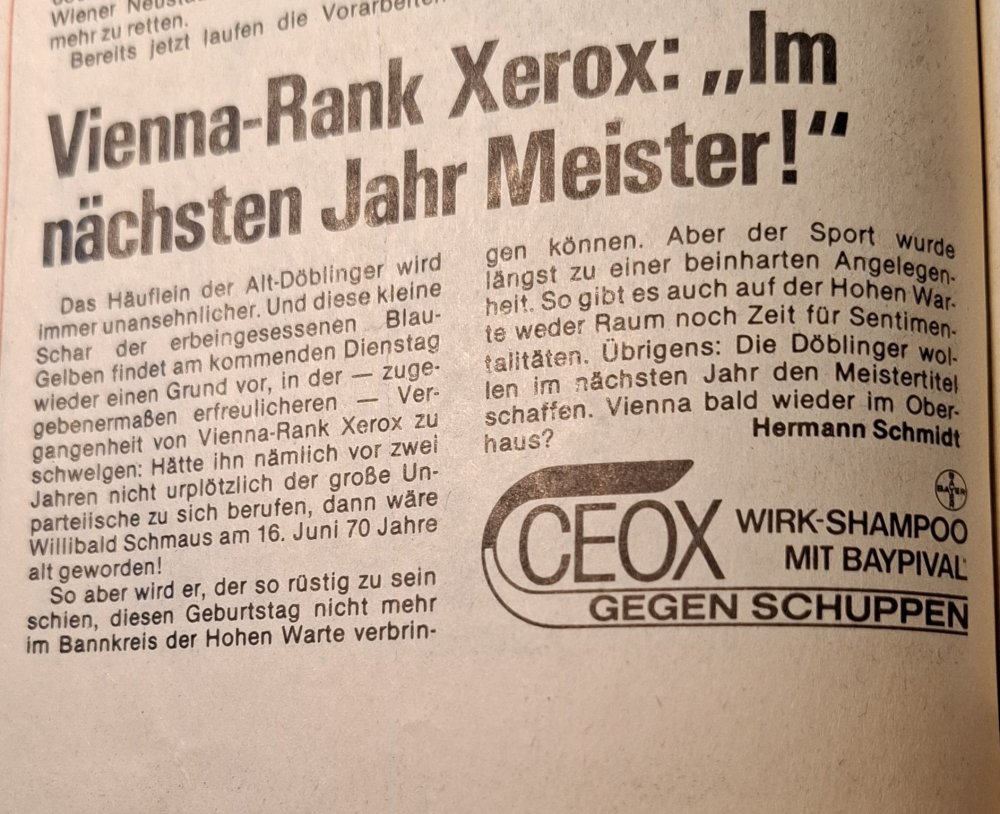 Wiener Neustad
mehr zu retten.
Bereits jetzt laufen die Vorarbeiten
Vienna-Rank Xerox: „Im
nächsten Jahr Meister!“
Das Häuflein der Alt-Döblinger wird
immer unansehnlicher. Und diese kleine
Schar der erbeingesessenen Blau-
Gelben findet am kommenden Dienstag
wieder einen Grund vor, in der — zuge-
gebenermaßen erfreulicheren — Ver-
gangenheit von Vienna-Rank Xerox zu
schwelgen: Hätte ihn nämlich vor zwei
Jahren nicht urplötzlich der große Un-
parteiische zu sich berufen, dann wäre
Willibald Schmaus am 16. Juni 70 Jahre
alt geworden!
So aber wird er, der so rüstig zu sein
schien, diesen Geburtstag nicht mehr
im Bannkreis der Hohen Warte verbrin-
gen können. Aber der Sport wurde
längst zu einer beinharten Angelegen-
heit. So gibt es auch auf der Hohen War-
te weder Raum noch Zeit für Sentimen-
talitäten. Übrigens: Die Döblinger wol-
len im nächsten Jahr den Meistertitel
schaffen. Vienna bald wieder im Ober-
haus?
Hermann Schmidt
BAYER
CEOX
WIRK-SHAMPOO
MIT BAYPIVAL
GEGEN SCHUPPEN